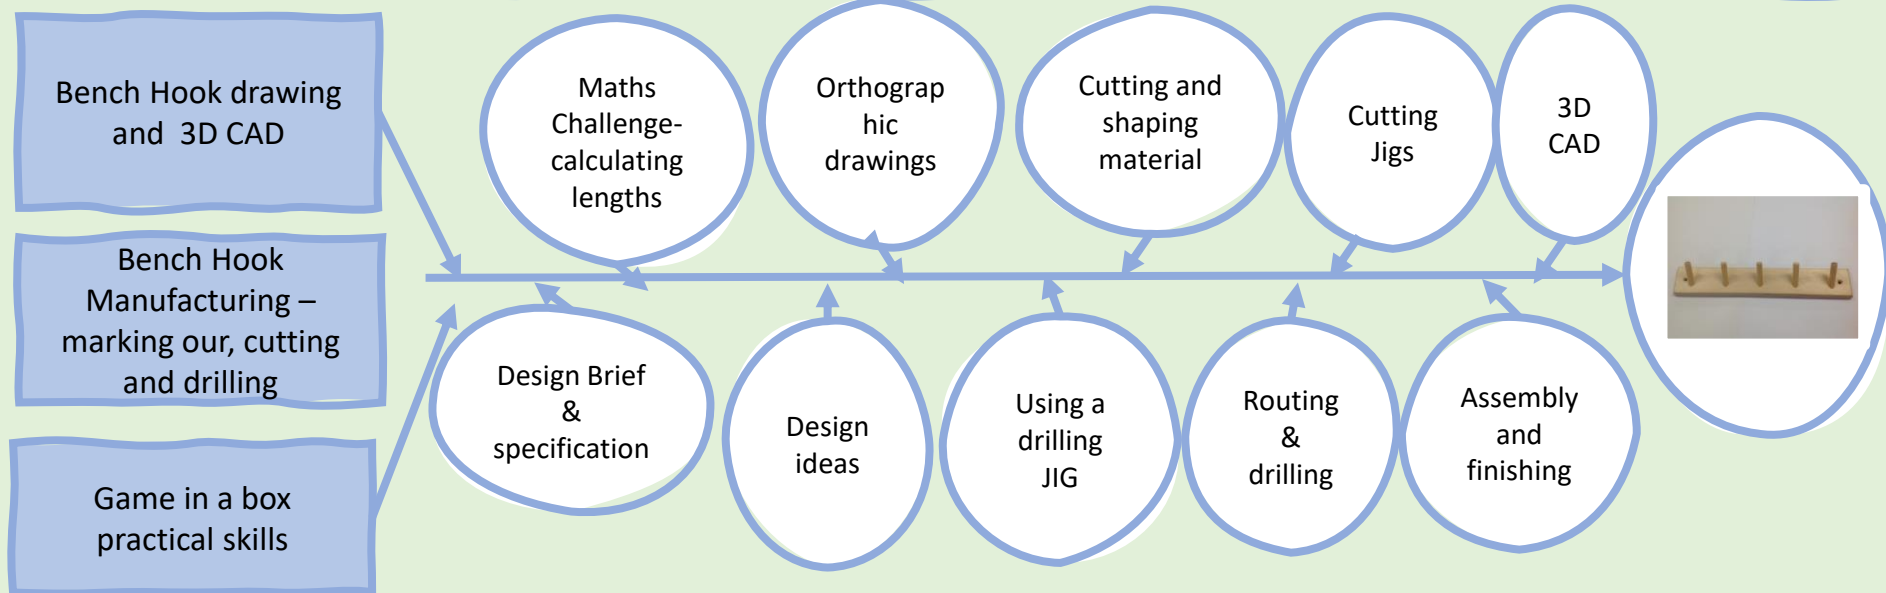 Bench Hook drawing
and 3D CAD
Bench Hook
Manufacturing –
marking our, cutting
and drilling
Game in a box
practical skills
Maths
Challenge-
calculating
lengths
Orthograp
hic
drawings
Cutting and
shaping
material
Cutting
Jigs
3D
CAD
Design Brief
&
specification
Design
ideas
Using a
drilling
JIG
Routing
&
drilling
Assembly
and
finishing